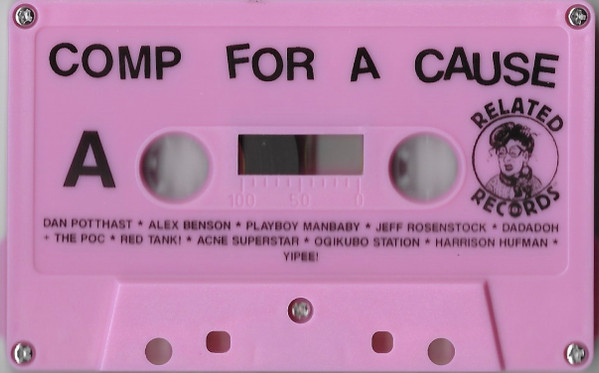 COMP FOR A CAUSE
RELATED
A
RECORDS
100 50 0
DAN POTTHAST * ALEX BENSON * PLAYBOY MANBABY * JEFF ROSENSTOCK * DADADOH
+ THE POC * RED TANK! * ACNE SUPERSTAR * OGIKUBO STATION * HARRISON HUFMAN *
YIPEE!